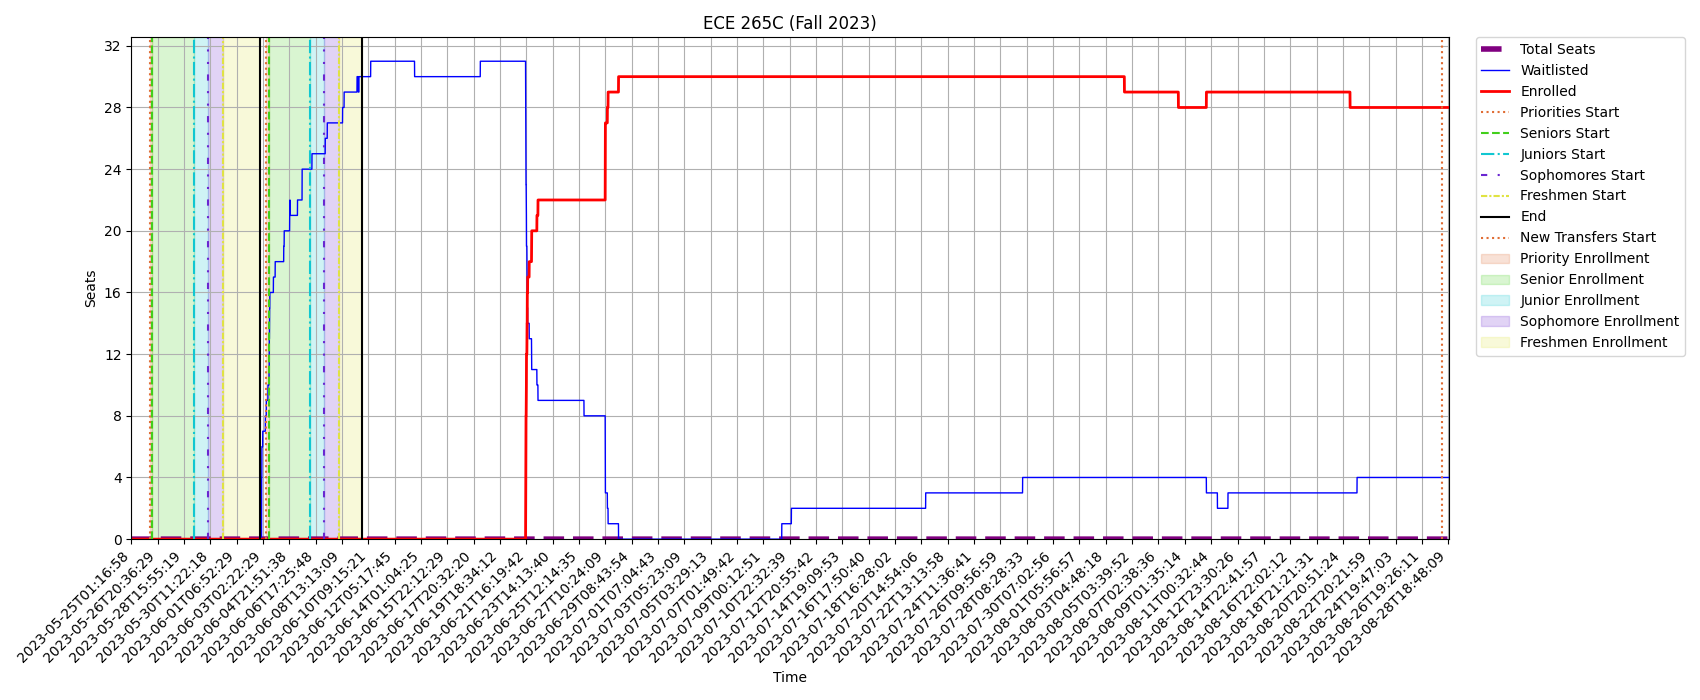 ECE 265C (Fall 2023)
Seats
32
28
24
20
16
12
8
4
0
2023-05-25T01:16:58
2023-05-26T20:36:29
2023-05-28T15:55:19
2023-05-30T11:22:18
2023-06-01T06:52:29
2023-06-03T02:22:29
2023-06-04T21:51:38
2023-06-06T17:25:48
2023-06-08T13:13:09
2023-06-10T09:15:21
2023-06-12T05:17:45
2023-06-14T01:04:25
2023-06-15T22:12:29
2023-06-17T20:32:20
2023-06-19T18:34:12
2023-06-21T16:19:42
2023-06-23T14:13:40
2023-06-25T12:14:35
2023-06-27T10:24:09
2023-06-29T08:43:54
2023-07-01T07:04:43
2023-07-03T05:23:09
2023-07-05T03:29:13
2023-07-07T01:49:42
2023-07-09T00:12:51
2023-07-10T22:32:39
2023-07-12T20:55:42
2023-07-14T19:09:53
2023-07-16T17:50:40
2023-07-18T16:28:02
2023-07-20T14:54:06
2023-07-22T13:13:58
2023-07-24T11:36:41
2023-07-26T09:56:59
2023-07-28T08:28:33
2023-07-30T07:02:56
2023-08-01T05:56:57
2023-08-03T04:48:18
2023-08-05T03:39:52
2023-08-07T02:38:36
2023-08-09T01:35:14
2023-08-11T00:32:44
2023-08-12T23:30:26
2023-08-14T22:41:57
2023-08-16T22:02:12
2023-08-18T21:21:31
2023-08-20T20:51:24
2023-08-22T20:21:59
2023-08-24T19:47:03
2023-08-26T19:26:11
2023-08-28T18:48:09
Time
Total Seats
Waitlisted
Enrolled
Priorities Start
Seniors Start
Juniors Start
Sophomores Start
Freshmen Start
End
New Transfers Start
Priority Enrollment
Senior Enrollment
Junior Enrollment
Sophomore Enrollment
Freshmen Enrollment